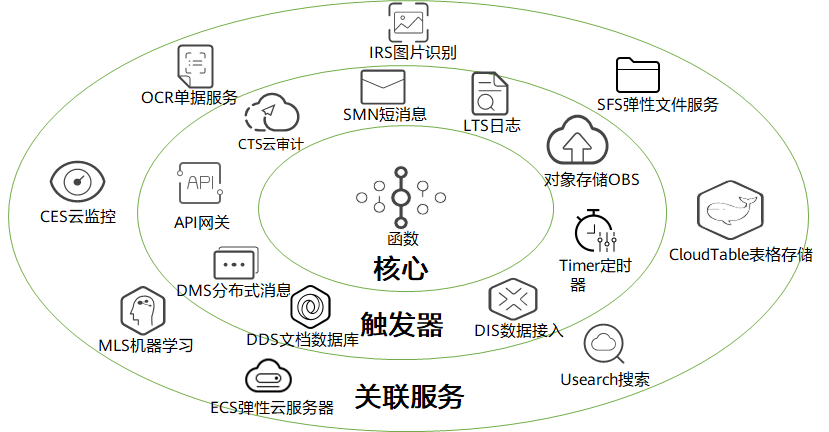 IRS图片识别
OCR单据服务
SFS弹性文件服务
SMN短消息
LTS日志
CTS云审计
对象存储OBS
API
CES云监控
API网关
函数
核心
CloudTable表格存储
Timer定时
器
DMS分布式消息
触发器
DIS数据接入
MLS机器学习
DDS文档数据库
Usearch搜索
关联服务
ECS弹性云服务器